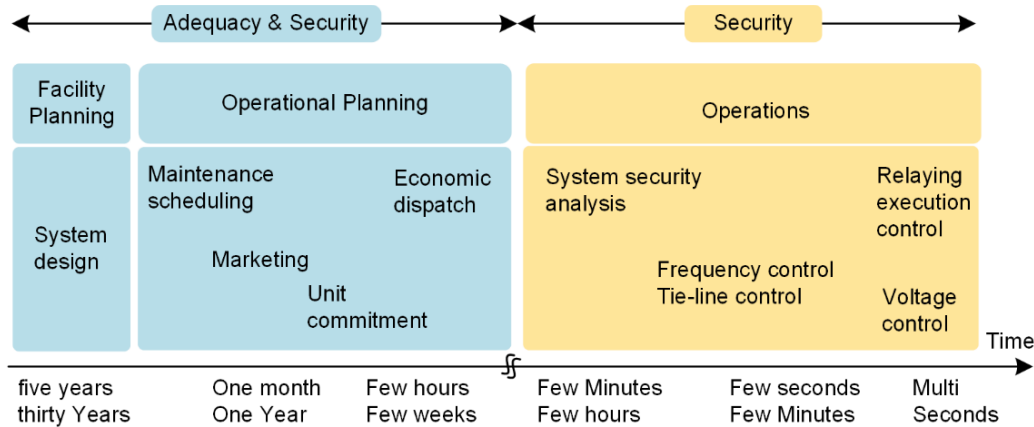 Adequacy & Security
Security
Facility
Planning
Operational Planning
Operations
System
design
Maintenance
scheduling
Economic
dispatch
Marketing
Unit
commitment
System security
analysis
Relaying
execution
control
Frequency control
Tie-line control
Voltage
control
Time
five years
thirty Years
One month
One Year
Few hours
Few weeks
Few Minutes
Few hours
Few seconds
Few Minutes
Multi
Seconds